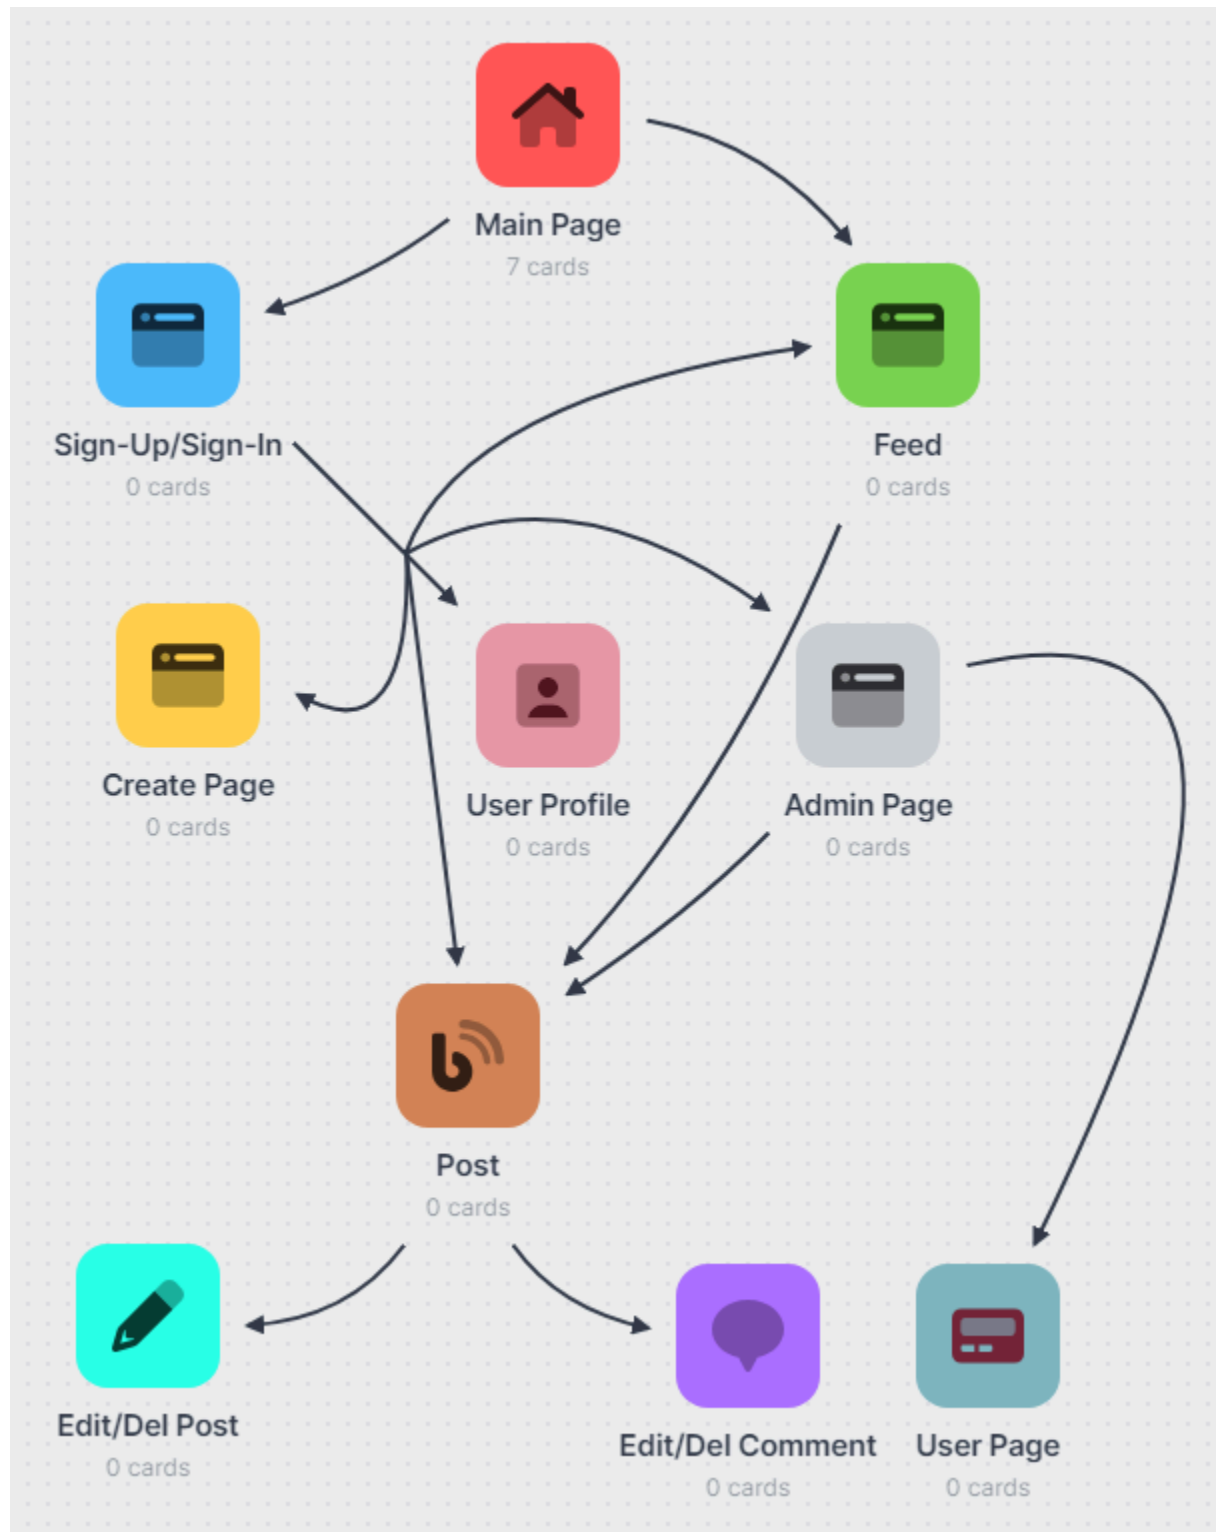 Main Page
7 cards
Sign-Up/Sign-In
0 cards
Feed
0 cards
Create Page
0 cards
User Profile
0 cards
Admin Page
0 cards
Post
0 cards
Edit/Del Post
0 cards
Edit/Del Comment
0 cards
User Page
0 cards